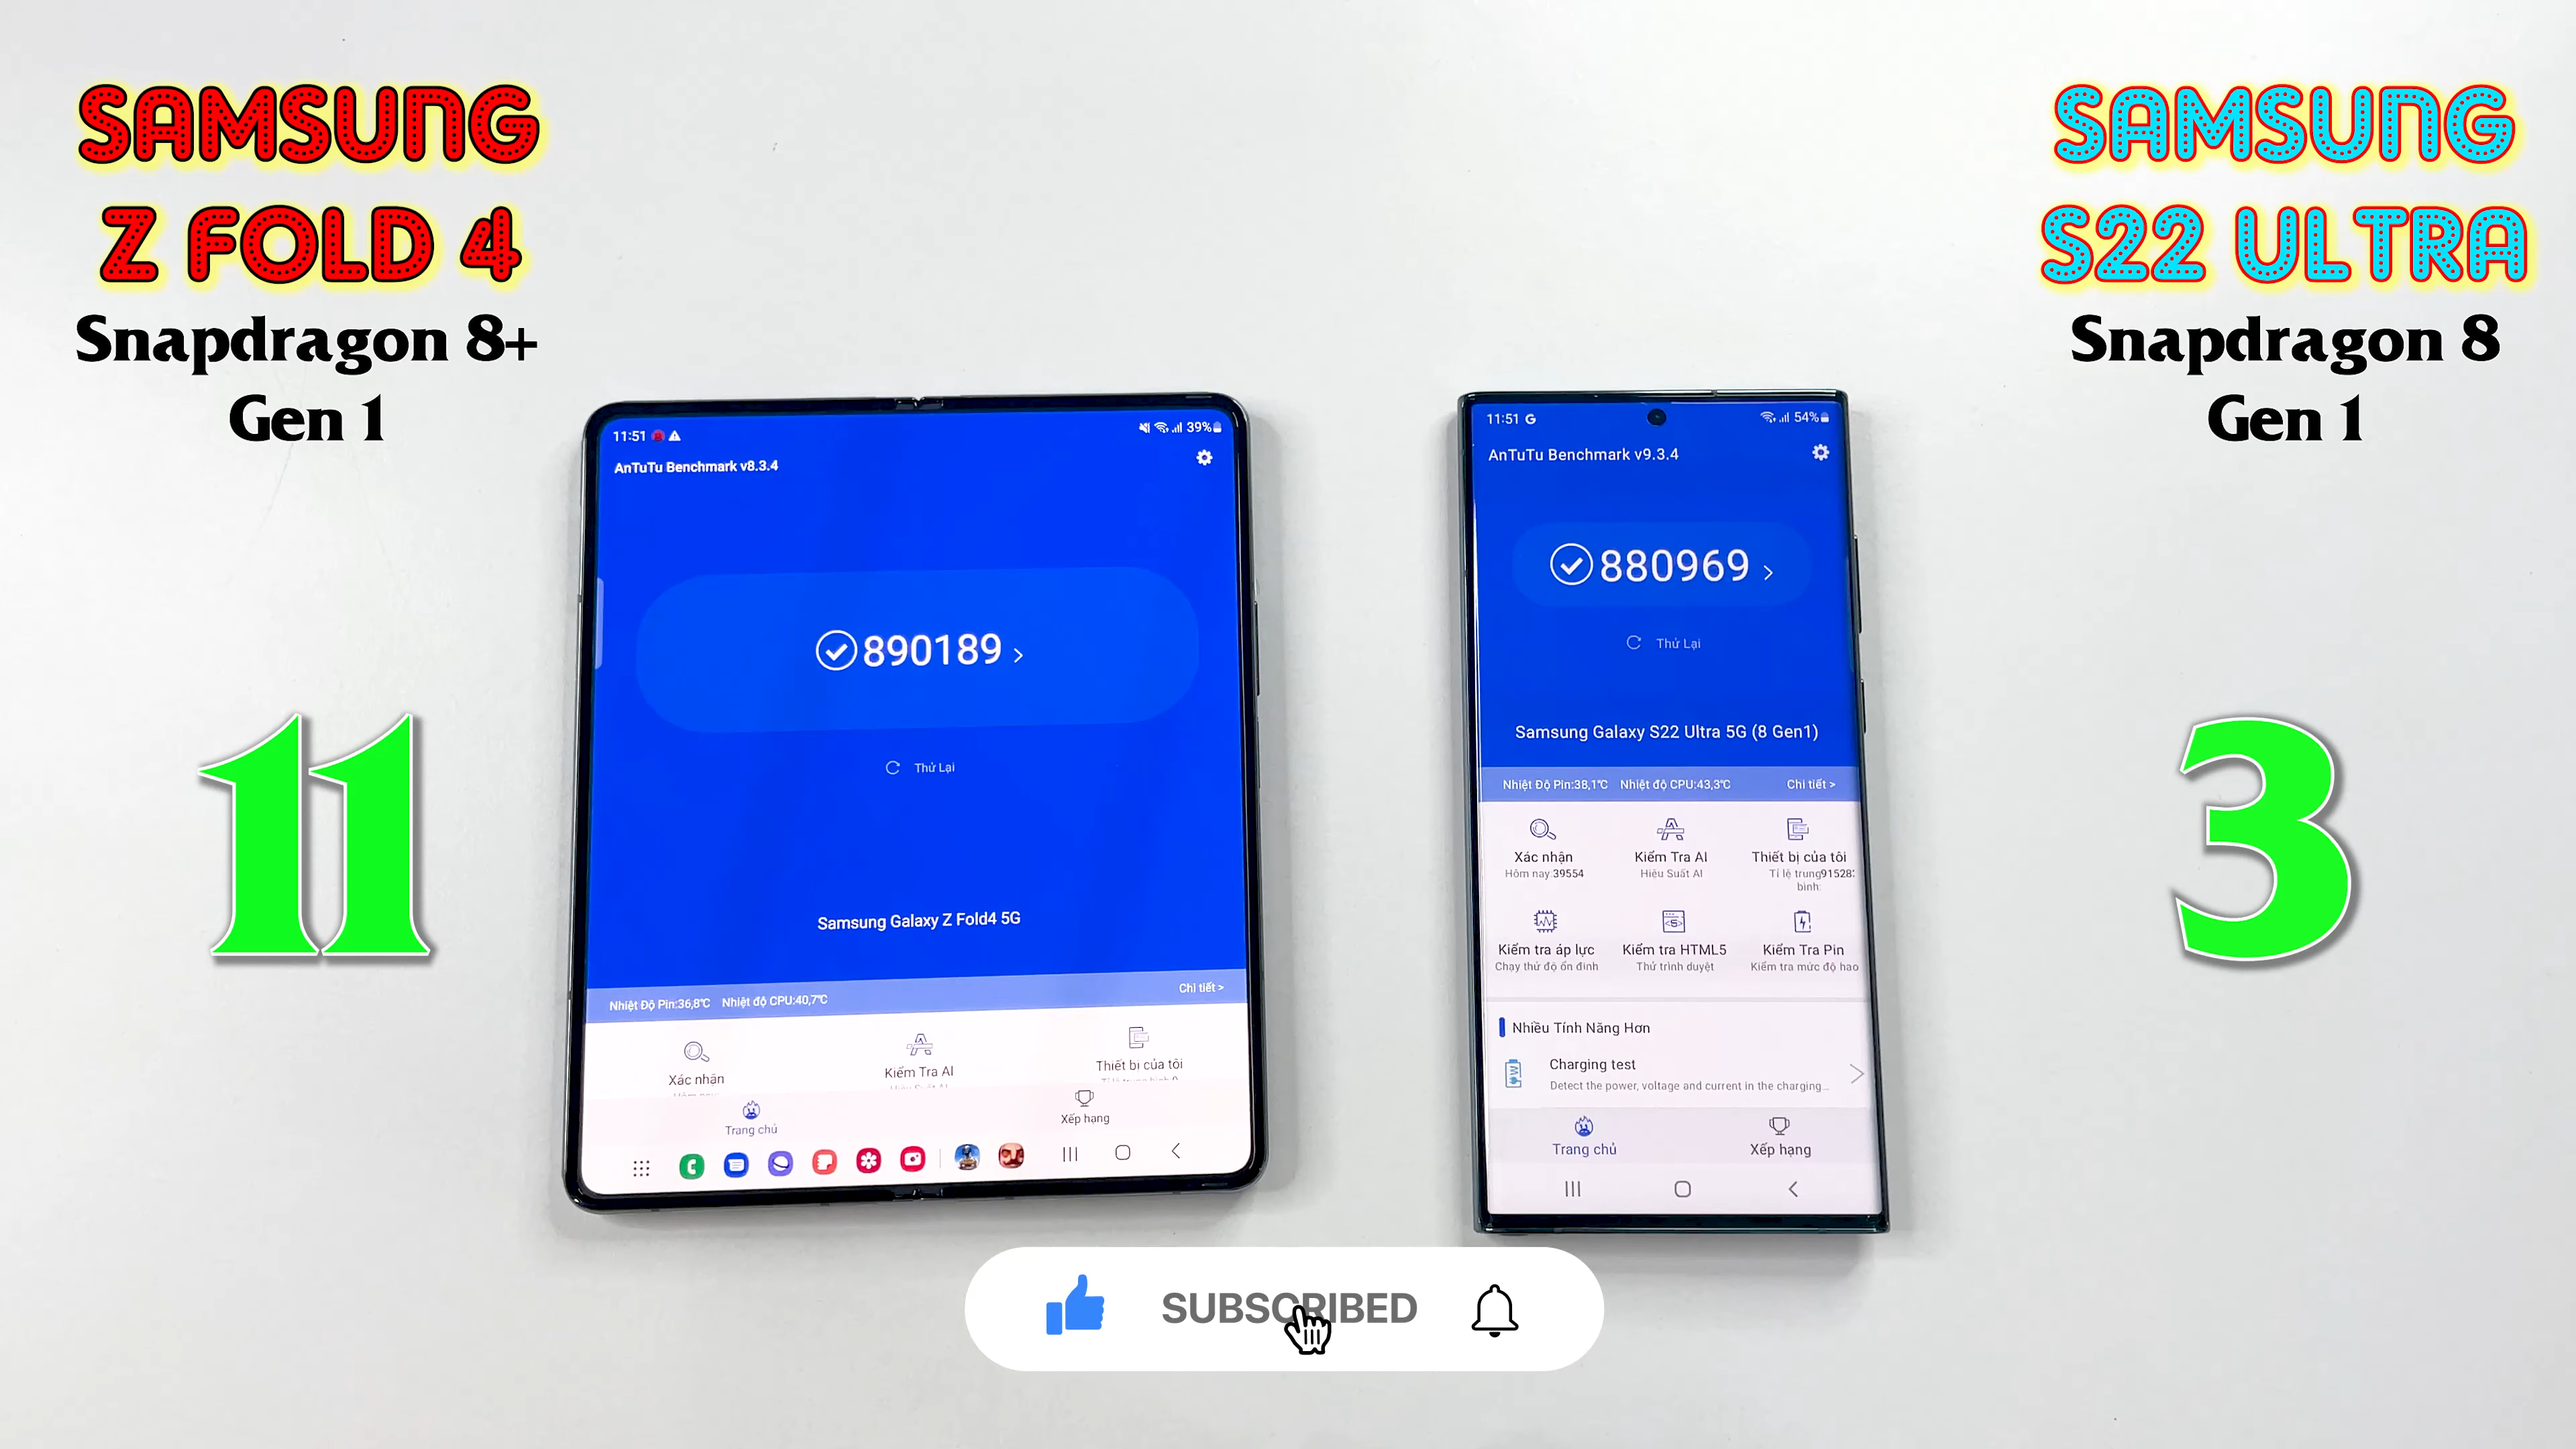 SAMSUNG
Z FOLD 4
Snapdragon 8+
Gen 1
11
11:51
39%
AnTuTu Benchmark v8.3.4
890189
Thử Lại
Samsung Galaxy Z Fold4 5G
Nhiệt Độ Pin:36,8℃ Nhiệt độ CPU:40,7℃ Chi tiết >
Xác nhận
Kiểm Tra AI
Thiết bị của tôi
Trang chủ
Xếp hạng
SAMSUNG
S22 ULTRA
Snapdragon 8
Gen 1
3
11:51 G
54%
AnTuTu Benchmark v9.3.4
880969
Thử Lại
Samsung Galaxy S22 Ultra 5G (8 Gen1)
Nhiệt Độ Pin:38,1℃ Nhiệt độ CPU:43,3℃ Chi tiết >
Xác nhận
Hôm nay:39554
Kiểm Tra AI
Hiệu Suất AI
Thiết bị của tôi
Tỉ lệ trung 91528
bình:
Kiểm tra áp lực
Chạy thử độ ổn định
Kiểm tra HTML5
Thử trình duyệt
Kiểm Tra Pin
Kiểm tra mức độ hao
Nhiều Tính Năng Hơn
Charging test
Detect the power, voltage and current in the charging...
Trang chủ
Xếp hạng
SUBSCRIBED